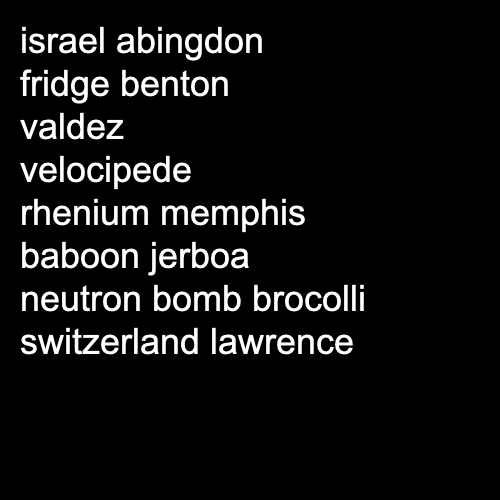 israel abingdon
fridge benton
valdez
velocipede
rhenium memphis
baboon jerboa
neutron bomb brocolli
switzerland lawrence